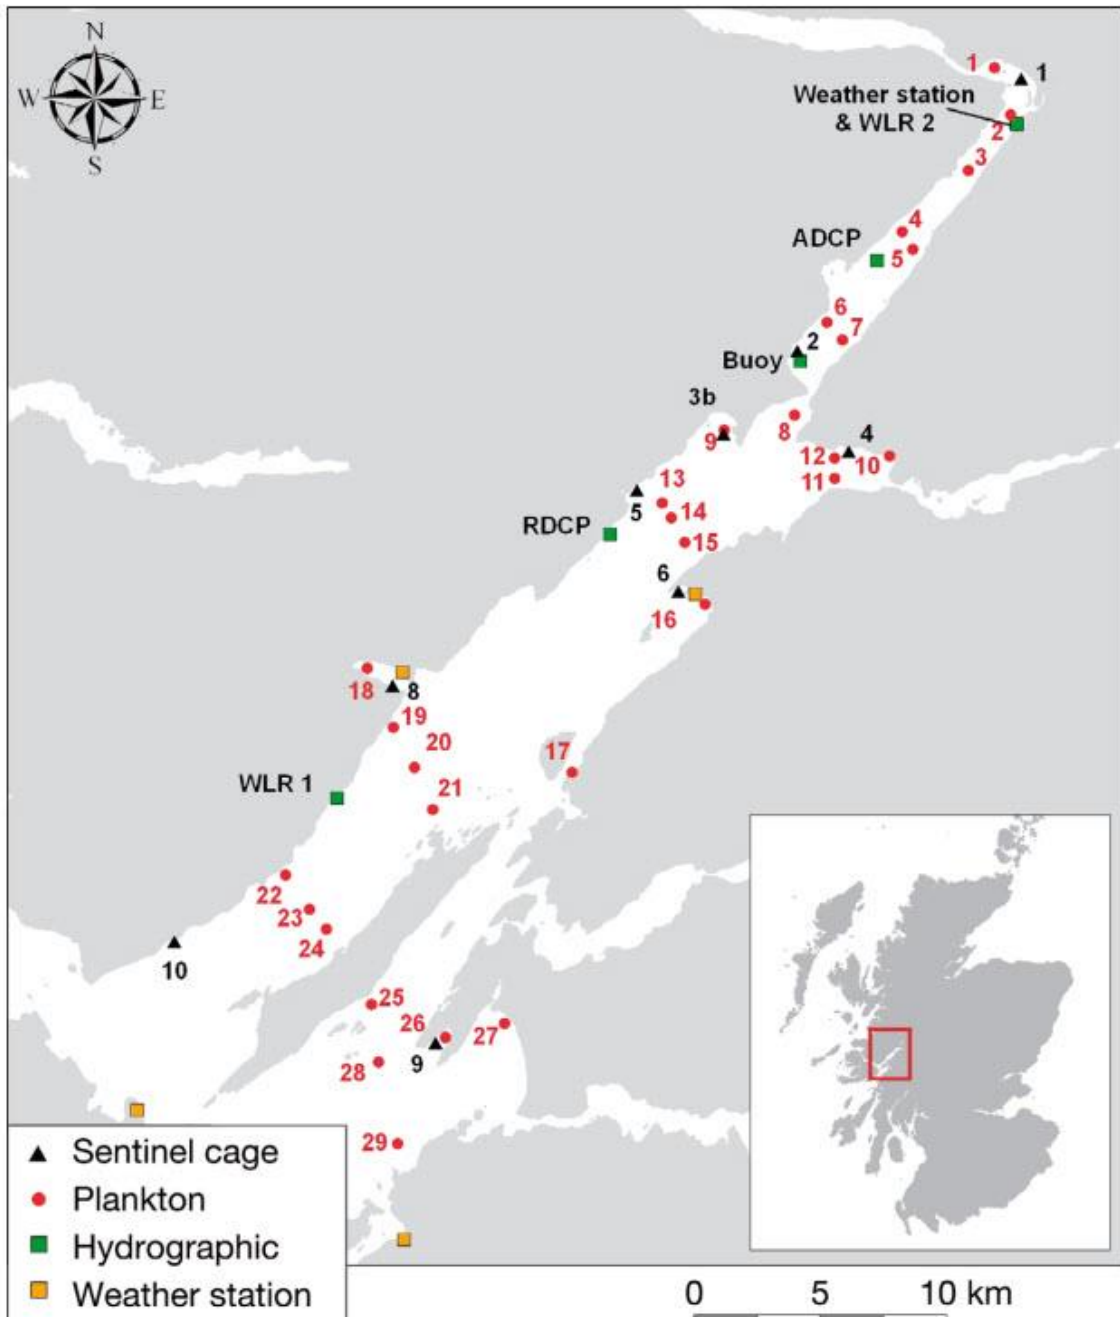 N
W
E
S
1
1
Weather station
& WLR 2
2
3
4
ADCP
5
6
7
2
Buoy
3b
8
9
4
12
10
11
13
5
14
RDCP
15
6
16
18
8
19
20
17
WLR 1
21
22
23
24
10
25
26
27
9
28
29
Sentinel cage
Plankton
Hydrographic
Weather station
0 5 10 km